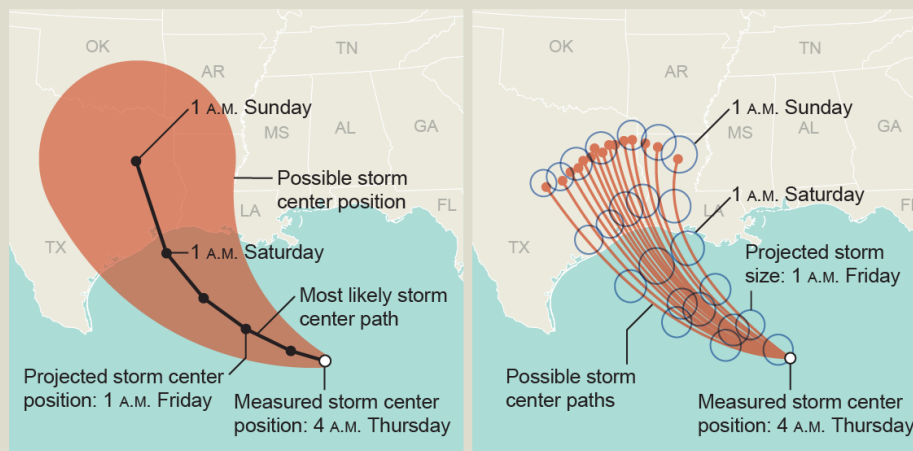 OK
TN
AR
1 A.M. Sunday
MS
AL
GA
Possible storm
center position
LA
FL
TX
1 A.M. Saturday
Most likely storm
center path
Projected storm center
position: 1 A.M. Friday
Measured storm center
position: 4 A.M. Thursday
OK
TN
AR
1 A.M. Sunday
MS
AL
GA
1 A.M. Saturday
LA
TX
Projected storm
size: 1 A.M. Friday
Possible storm
center paths
Measured storm center
position: 4 A.M. Thursday